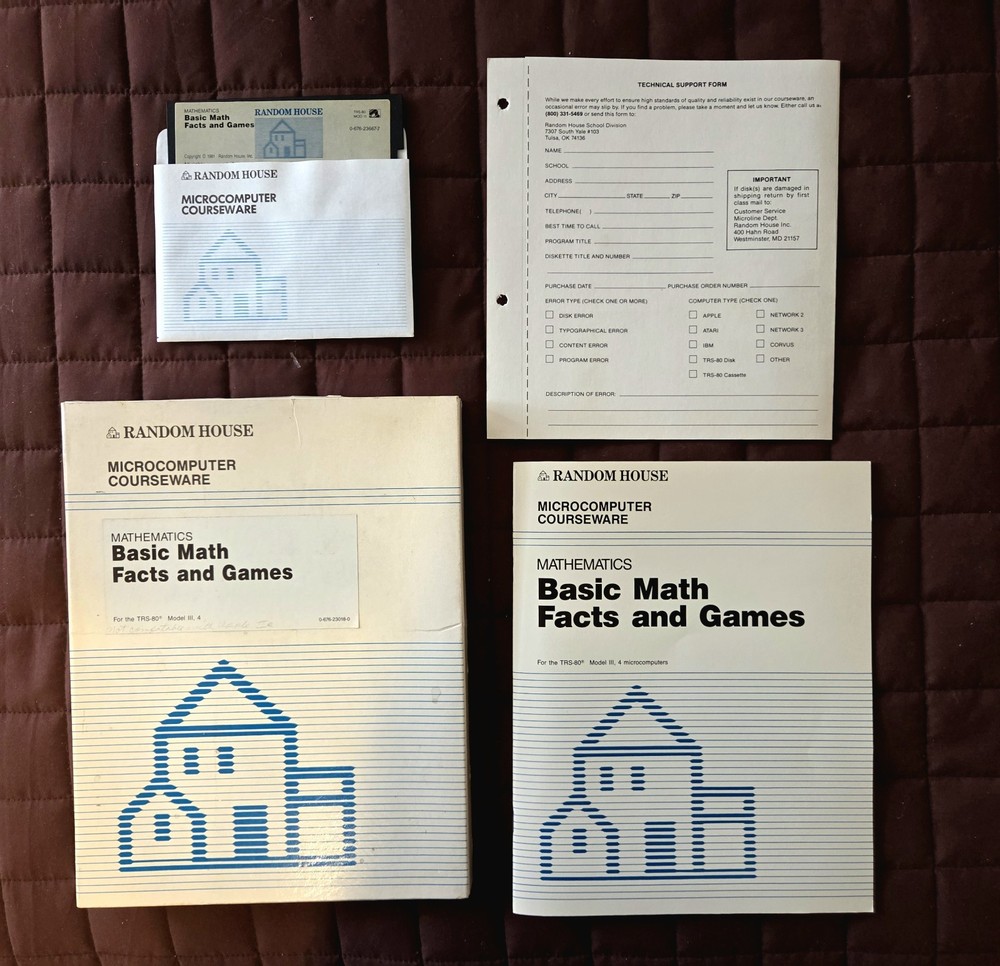 MATHEMATICS
Basic Math
Facts and Games
RANDOM HOUSE
TRS-80
Copyright © 1981 Random House Inc.
RANDOM HOUSE
MICROCOMPUTER
COURSEWARE
TECHNICAL SUPPORT FORM
While we make every effort to ensure high standards of quality and reliability exist in our courseware, an
occasional error may slip by. If you find a problem, please take a moment and let us know. Either call us
(800) 331-5469 or send this form to:
Random House School Division
7307 South Yale #103
Tulsa, OK 74136
NAME
SCHOOL
ADDRESS
CITY STATE ZIP
TELEPHONE( )
BEST TIME TO CALL
PROGRAM TITLE
DISKETTE TITLE AND NUMBER
IMPORTANT
If disk(s) are damaged in
shipping return by first
class mail to:
Customer Service
Microline Dept.
Random House Inc.
400 Hahn Road
Westminster, MD 21157
PURCHASE DATE PURCHASE ORDER NUMBER
ERROR TYPE (CHECK ONE OR MORE)
DISK ERROR
TYPOGRAPHICAL ERROR
CONTENT ERROR
PROGRAM ERROR
COMPUTER TYPE (CHECK ONE)
APPLE NETWORK 2
ATARI NETWORK 3
IBM CORVUS
TRS-80 Disk OTHER
TRS-80 Cassette
DESCRIPTION OF ERROR:
RANDOM HOUSE
MICROCOMPUTER
COURSEWARE
MATHEMATICS
Basic Math
Facts and Games
For the TRS-80® Model III, 4 0-676-23018-0
RANDOM HOUSE
MICROCOMPUTER
COURSEWARE
MATHEMATICS
Basic Math
Facts and Games
For the TRS-80® Model III, 4 microcomputers